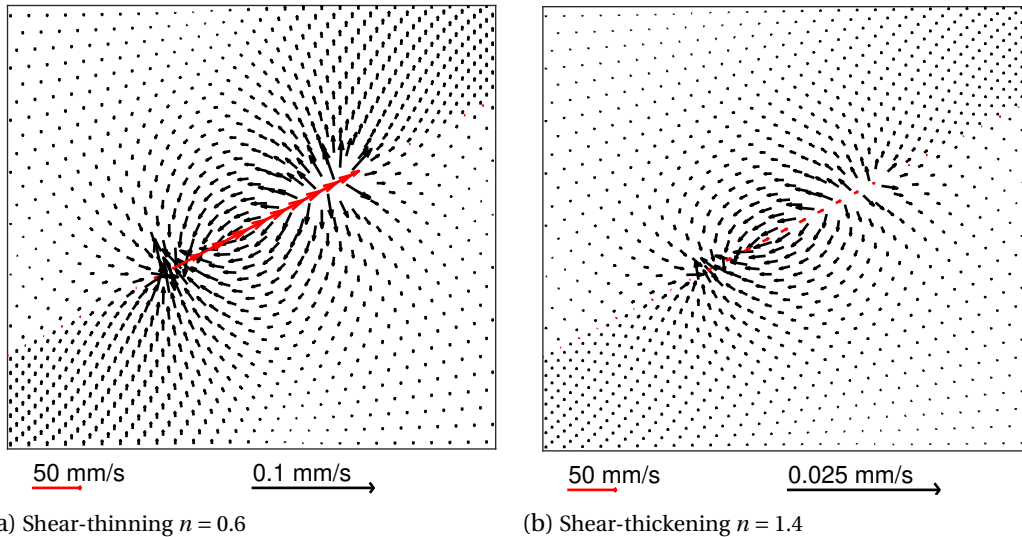 50 mm/s 0.1 mm/s
50 mm/s 0.025 mm/s
a) Shear-thinning n = 0.6
(b) Shear-thickening n = 1.4